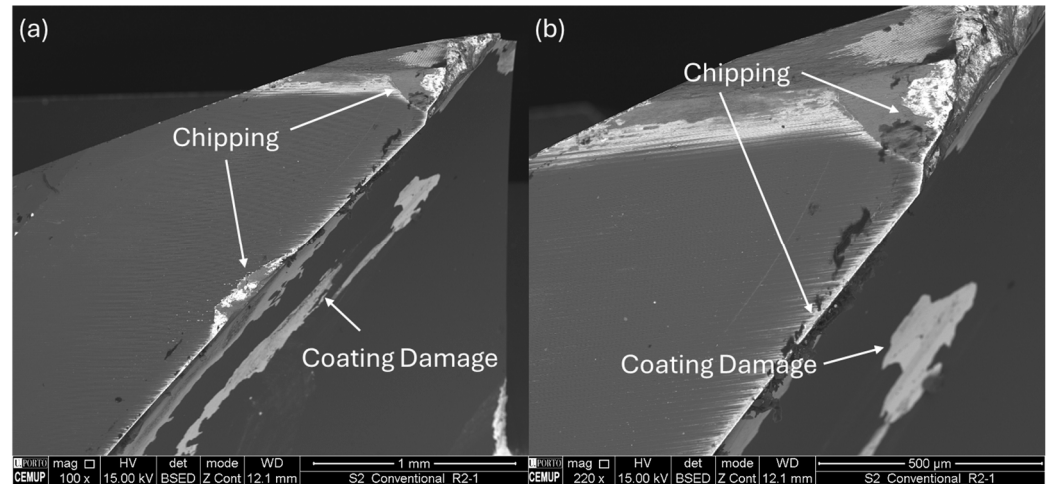 (a)
Chipping
Coating Damage
U.PORTO
CEMUP
mag HV det mode WD
100 x 15.00 kV BSED Z Cont 12.1 mm
1 mm
S2 Conventional R2-1
(b)
Chipping
Coating Damage
U.PORTO
CEMUP
mag HV det mode WD
220 x 15.00 kV BSED Z Cont 12.1 mm
500 µm
S2 Conventional R2-1